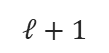 ℓ + 1